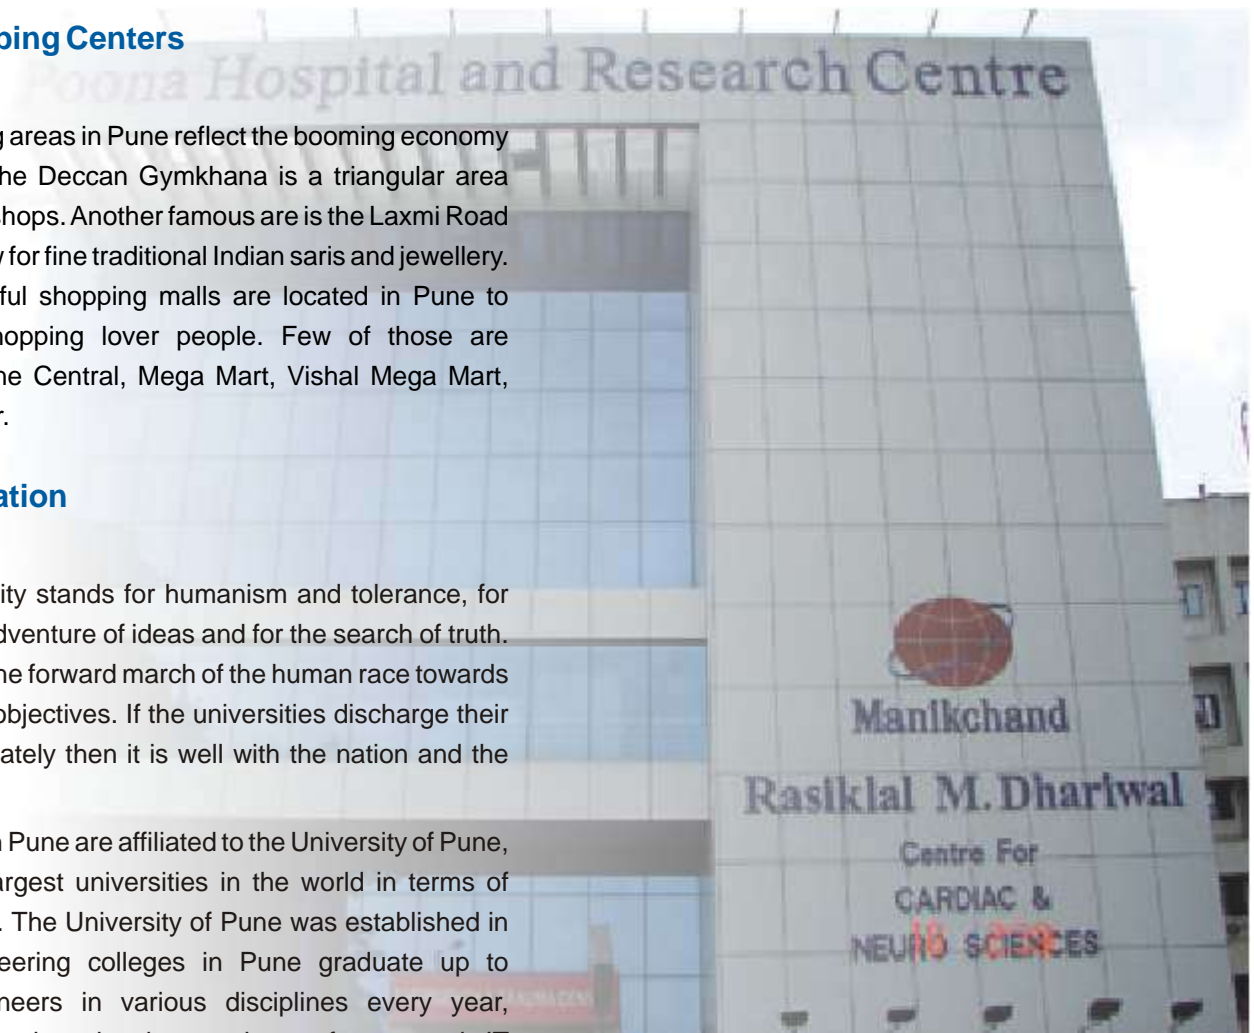 ping Centers
Poona Hospital and Research Centre
g areas in Pune reflect the booming economy
he Deccan Gymkhana is a triangular area
shops. Another famous are is the Laxmi Road
w for fine traditional Indian saris and jewellery.
ful shopping malls are located in Pune to
hopping lover people. Few of those are
ne Central, Mega Mart, Vishal Mega Mart,
r.
ation
ity stands for humanism and tolerance, for
dventure of ideas and for the search of truth.
he forward march of the human race towards
objectives. If the universities discharge their
ately then it is well with the nation and the
n Pune are affiliated to the University of Pune,
argest universities in the world in terms of
. The University of Pune was established in
eering colleges in Pune graduate up to
neers in various disciplines every year,
Manikchand
Rasiklal M. Dhariwal
Centre For
CARDIAC &
NEURO SCIENCES